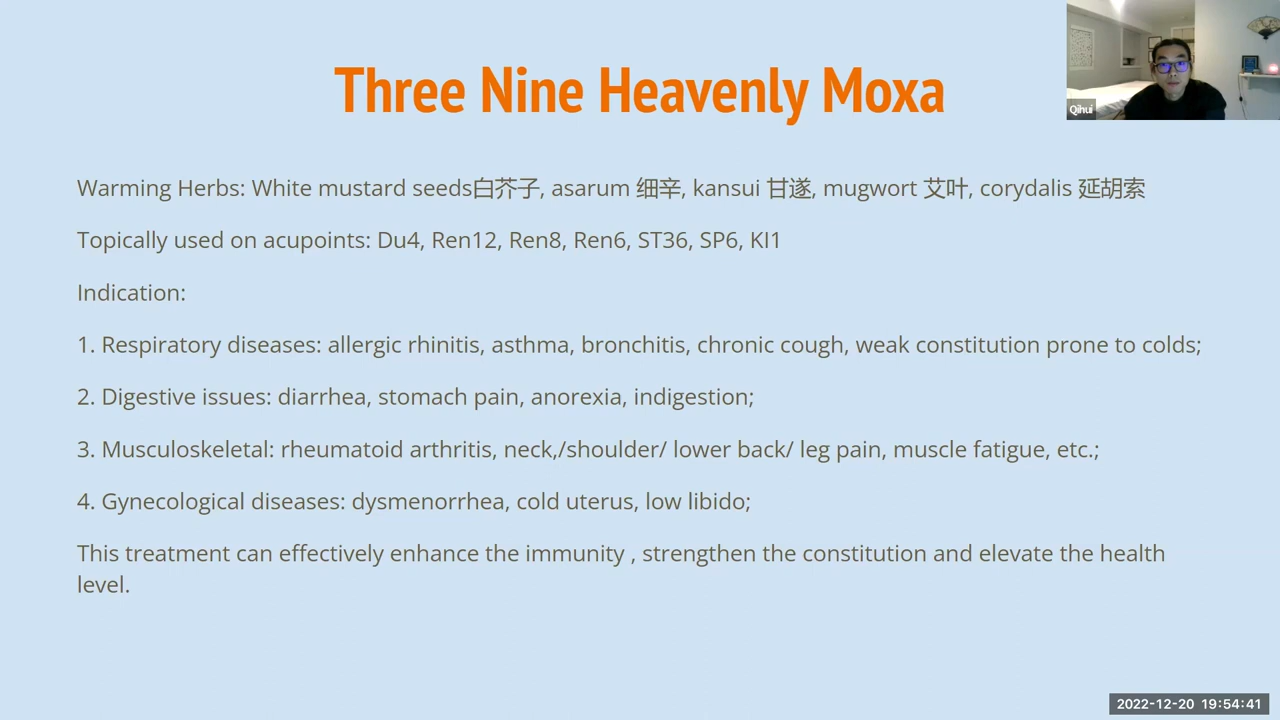 Three Nine Heavenly Moxa
Qihui
Warming Herbs: White mustard seeds白芥子, asarum 细辛, kansui 甘遂, mugwort 艾叶, corydalis 延胡索
Topically used on acupoints: Du4, Ren12, Ren8, Ren6, ST36, SP6, KI1
Indication:
1. Respiratory diseases: allergic rhinitis, asthma, bronchitis, chronic cough, weak constitution prone to colds;
2. Digestive issues: diarrhea, stomach pain, anorexia, indigestion;
3. Musculoskeletal: rheumatoid arthritis, neck,/shoulder/ lower back/ leg pain, muscle fatigue, etc.;
4. Gynecological diseases: dysmenorrhea, cold uterus, low libido;
This treatment can effectively enhance the immunity , strengthen the constitution and elevate the health
level.
2022-12-20 19:54:41